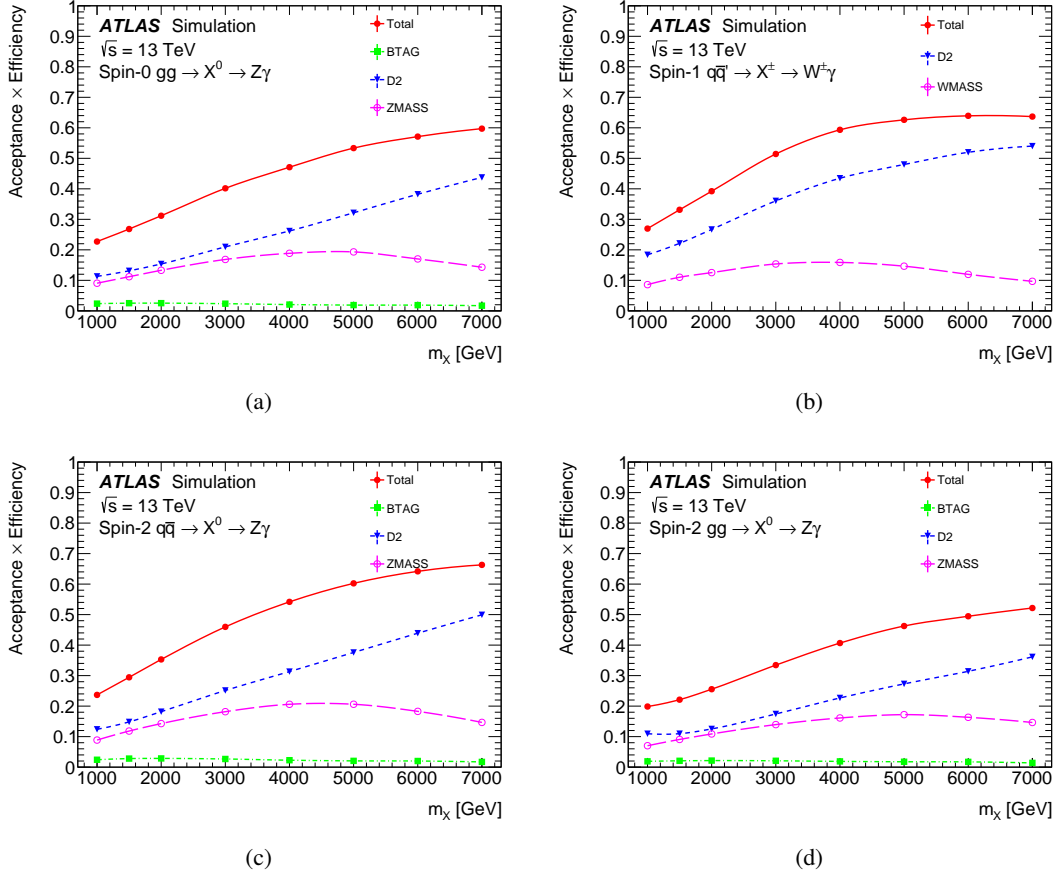 ATLAS Simulation
√s = 13 TeV
Spin-0 gg → X⁰ → Zγ
Total
BTAG
D2
ZMASS
Acceptance × Efficiency
1
0.9
0.8
0.7
0.6
0.5
0.4
0.3
0.2
0.1
0
1000 2000 3000 4000 5000 6000 7000
m_X [GeV]
(a)
ATLAS Simulation
√s = 13 TeV
Spin-1 qq̅' → X± → W±γ
Total
D2
WMASS
Acceptance × Efficiency
1
0.9
0.8
0.7
0.6
0.5
0.4
0.3
0.2
0.1
0
1000 2000 3000 4000 5000 6000 7000
m_X [GeV]
(b)
ATLAS Simulation
√s = 13 TeV
Spin-2 qq̅ → X⁰ → Zγ
Total
BTAG
D2
ZMASS
Acceptance × Efficiency
1
0.9
0.8
0.7
0.6
0.5
0.4
0.3
0.2
0.1
0
1000 2000 3000 4000 5000 6000 7000
m_X [GeV]
(c)
ATLAS Simulation
√s = 13 TeV
Spin-2 gg → X⁰ → Zγ
Total
BTAG
D2
ZMASS
Acceptance × Efficiency
1
0.9
0.8
0.7
0.6
0.5
0.4
0.3
0.2
0.1
0
1000 2000 3000 4000 5000 6000 7000
m_X [GeV]
(d)